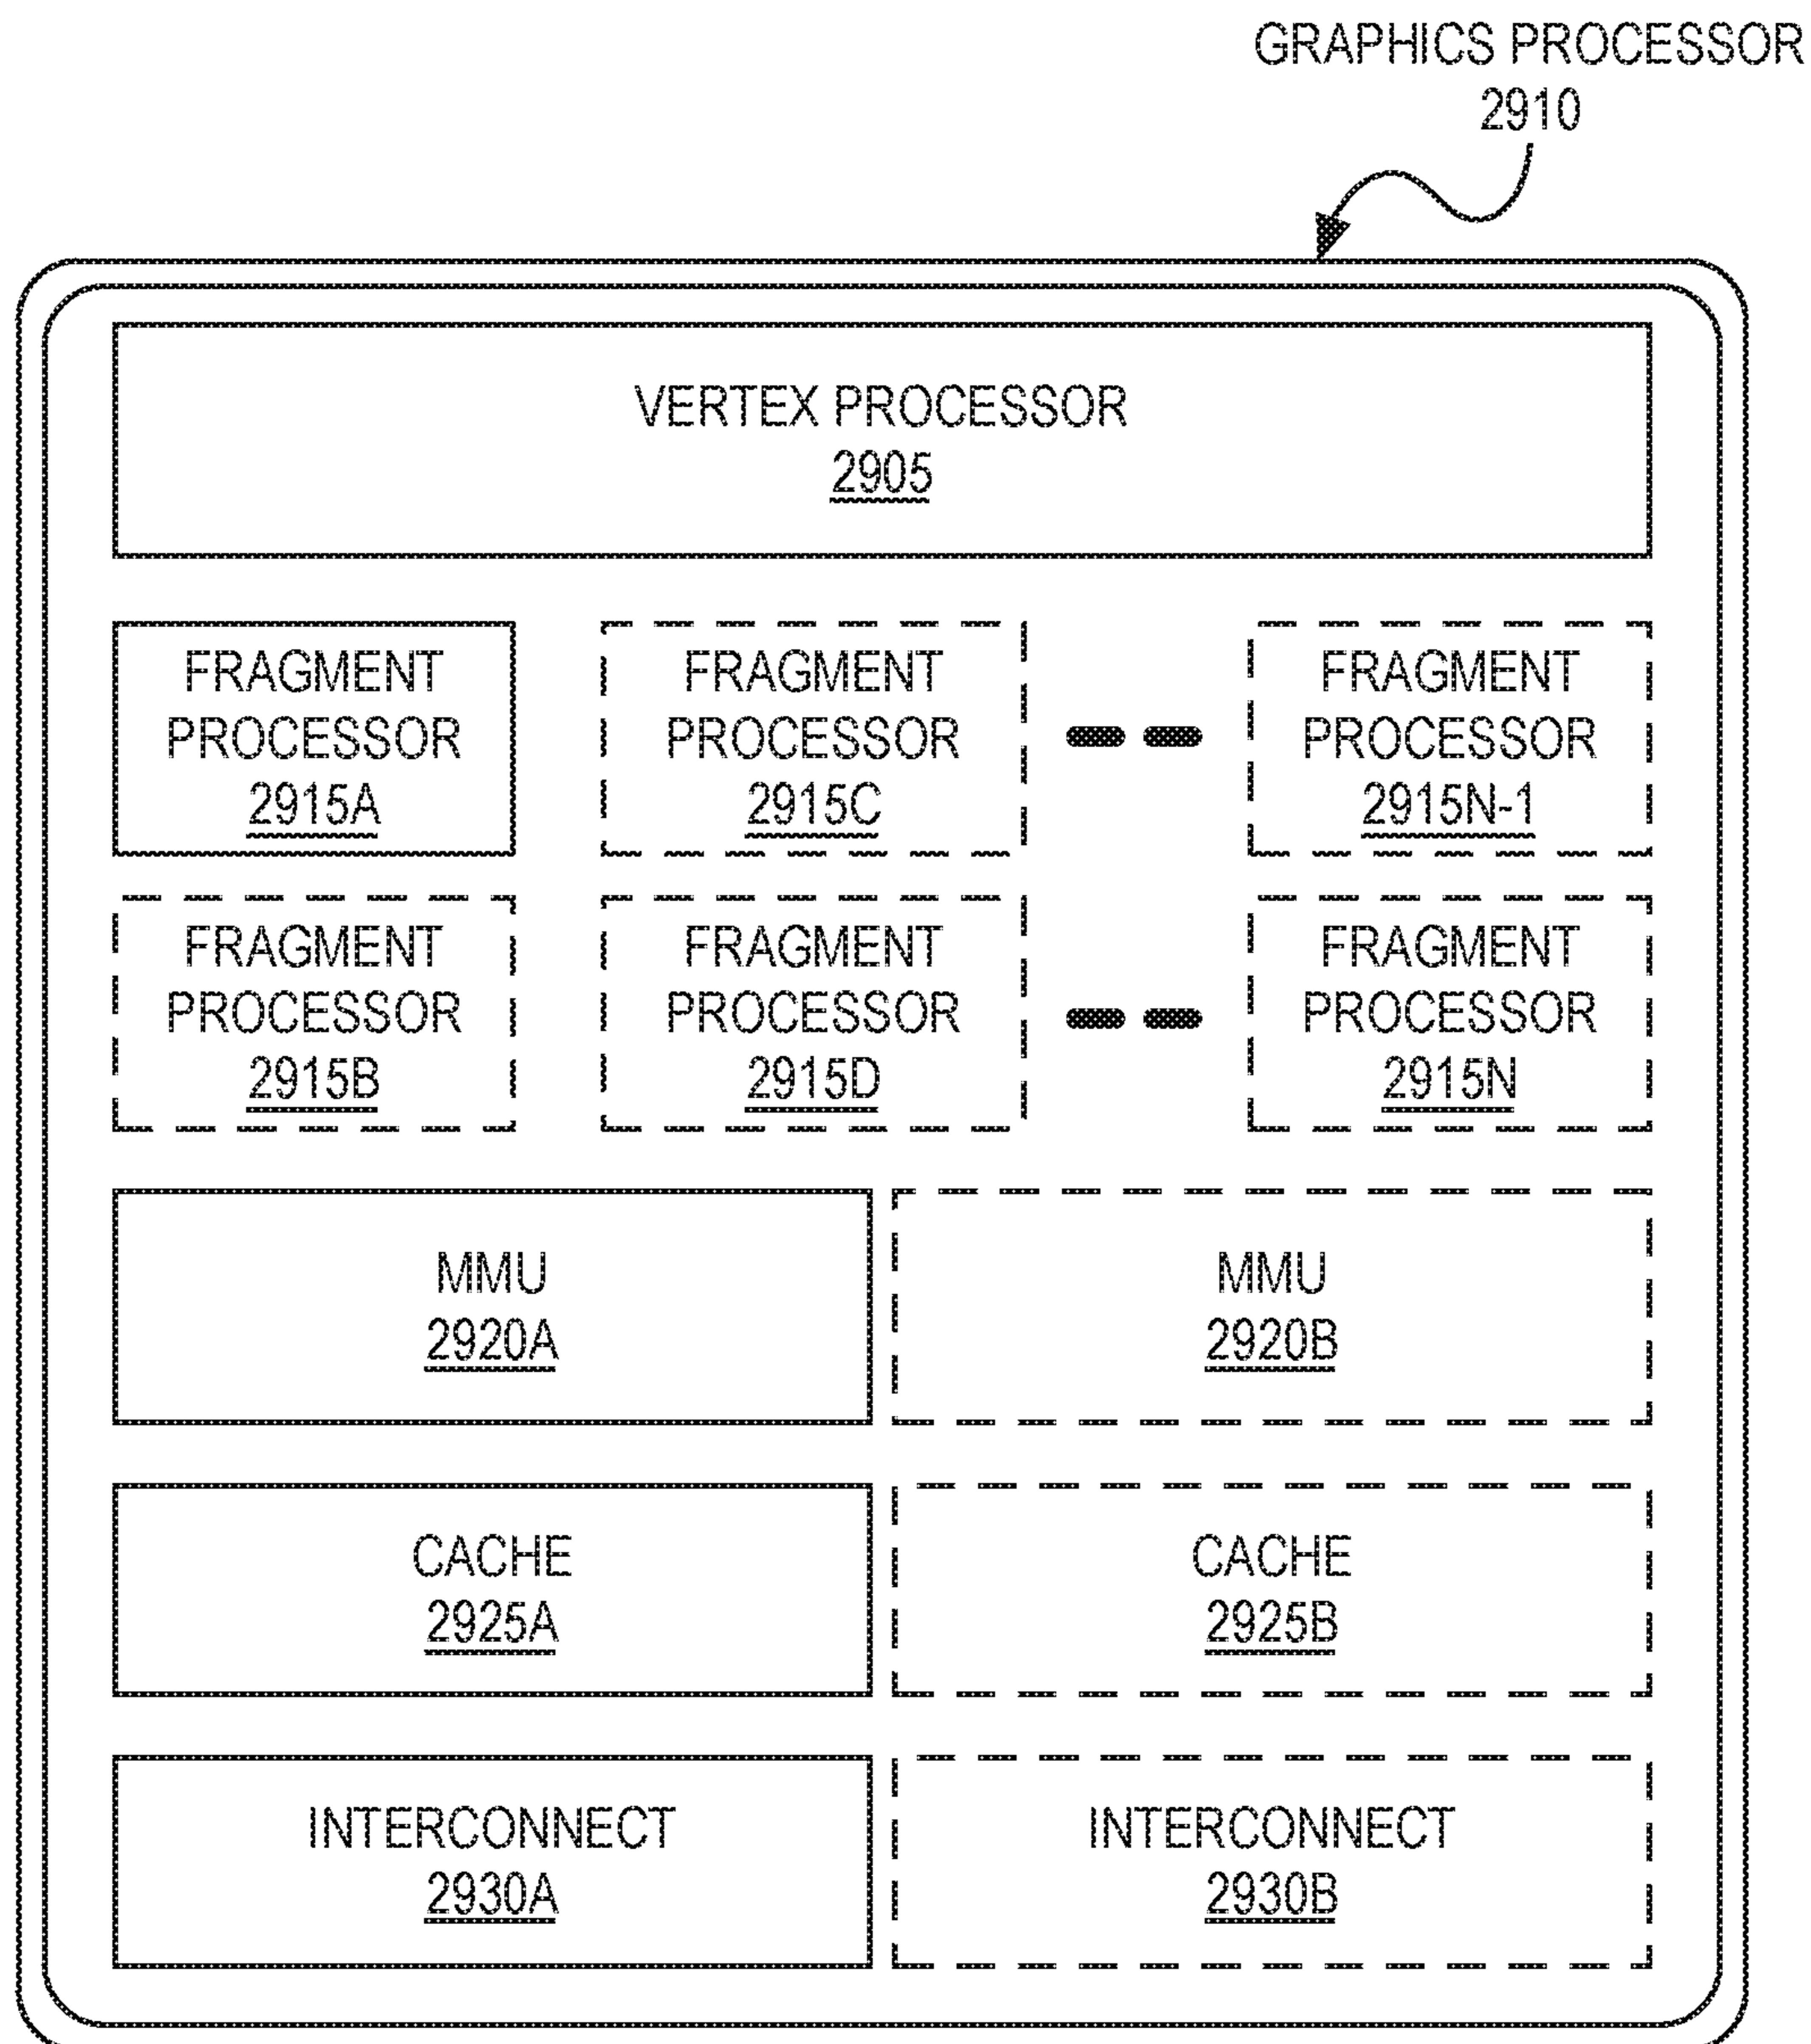 GRAPHICS PROCESSOR
2910
VERTEX PROCESSOR
2905
FRAGMENT
PROCESSOR
2915A
FRAGMENT
PROCESSOR
2915C
FRAGMENT
PROCESSOR
2915N-1
FRAGMENT
PROCESSOR
2915B
FRAGMENT
PROCESSOR
2915D
FRAGMENT
PROCESSOR
2915N
MMU
2920A
MMU
2920B
CACHE
2925A
CACHE
2925B
INTERCONNECT
2930A
INTERCONNECT
2930B